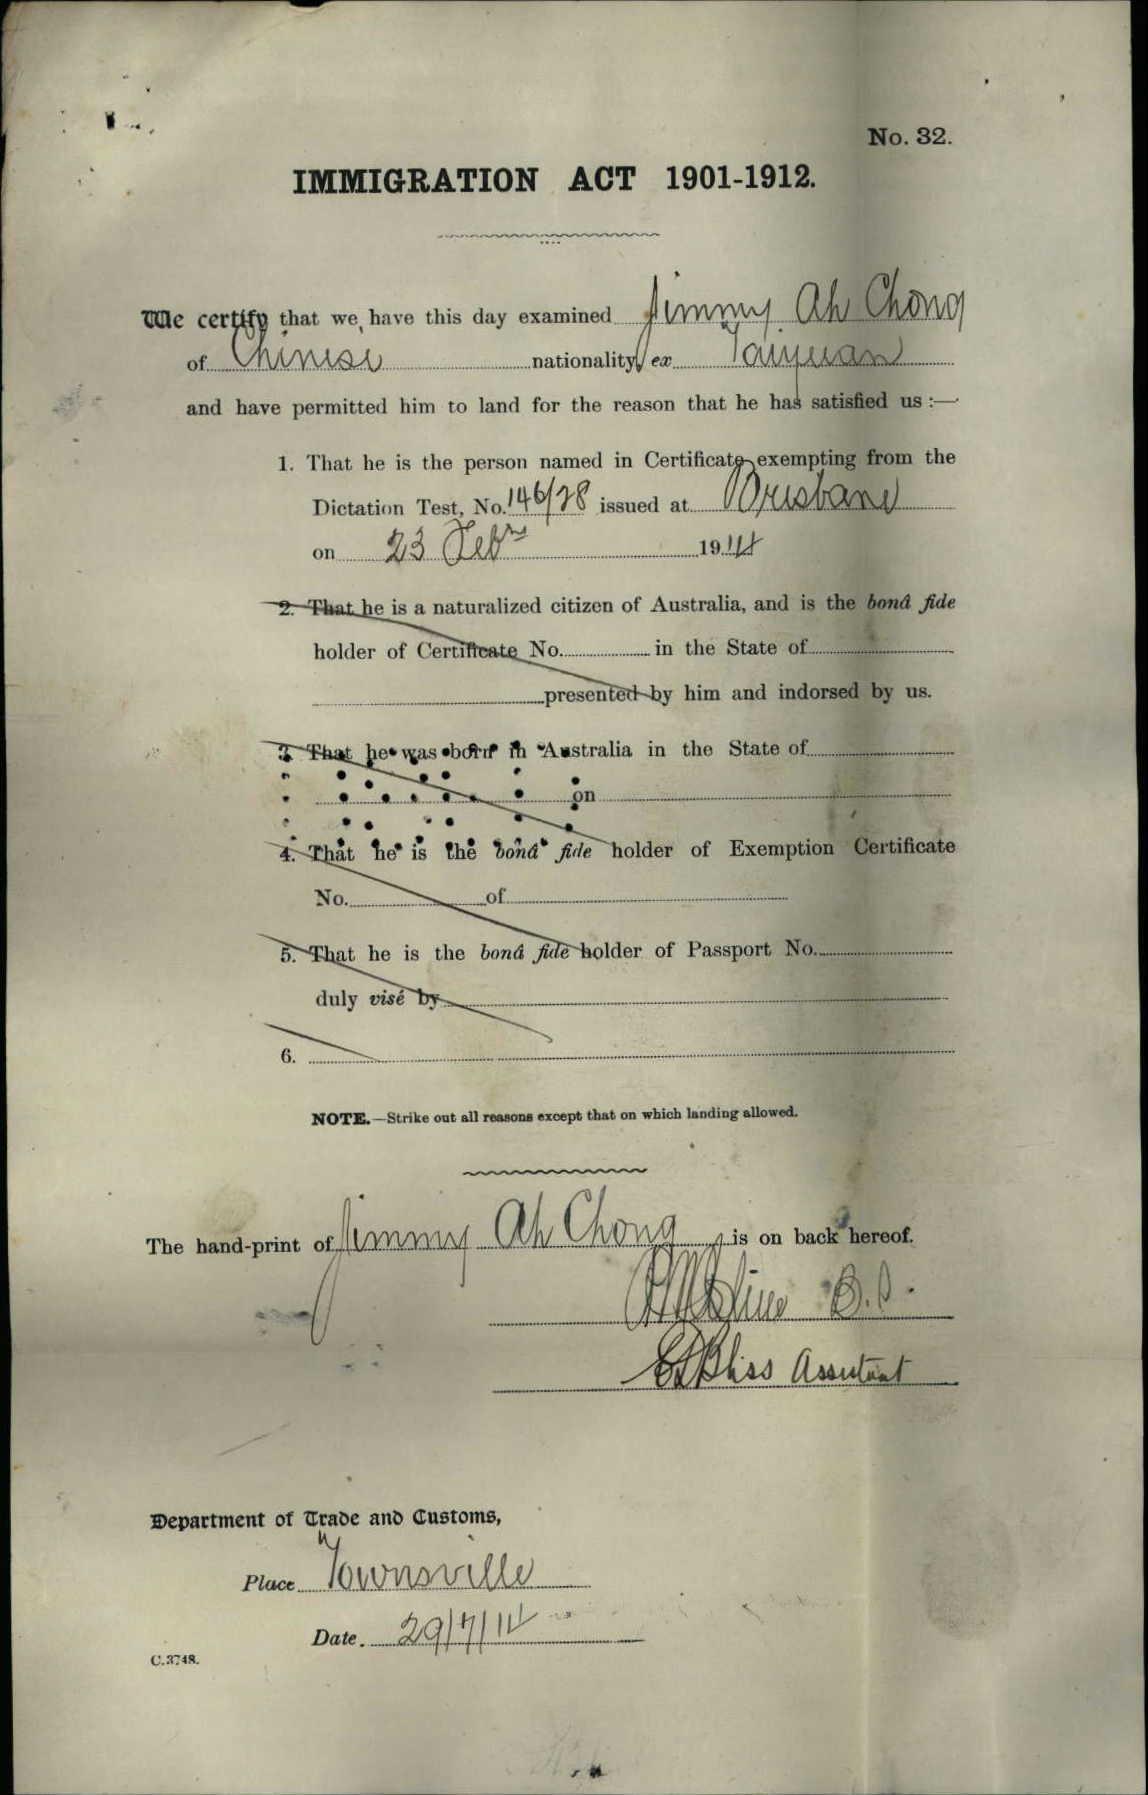 No. 32.
IMMIGRATION ACT 1901-1912.
We certify that we have this day examined Jimmy Ah Chong
of Chinese nationality, ex Taiyuan
and have permitted him to land for the reason that he has satisfied us :—
1. That he is the person named in Certificate exempting from the
Dictation Test, No. 146/28 issued at Brisbane
on 23 Febry 1914
2. That he is a naturalized citizen of Australia, and is the bonâ fide
holder of Certificate No. in the State of
presented by him and indorsed by us.
3. That he was born in Australia in the State of
on
4. That he is the bonâ fide holder of Exemption Certificate
No. of
5. That he is the bonâ fide holder of Passport No.
duly visé by
6.
NOTE.—Strike out all reasons except that on which landing allowed.
The hand-print of Jimmy Ah Chong is on back hereof.
Bliss Assistant
Department of Trade and Customs,
Place Townsville
Date. 29/7/14
C.3748.